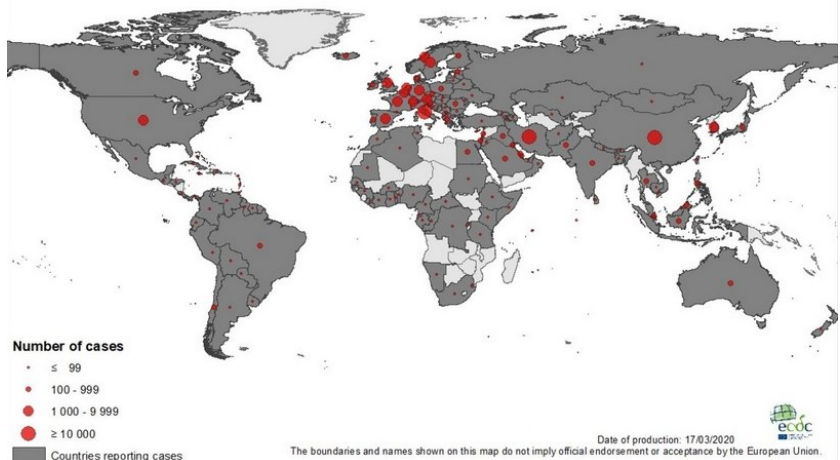 Number of cases
≤ 99
100 - 999
1 000 - 9 999
≥ 10 000
Countries reporting cases
ecdc
Date of production: 17/03/2020
The boundaries and names shown on this map do not imply official endorsement or acceptance by the European Union.